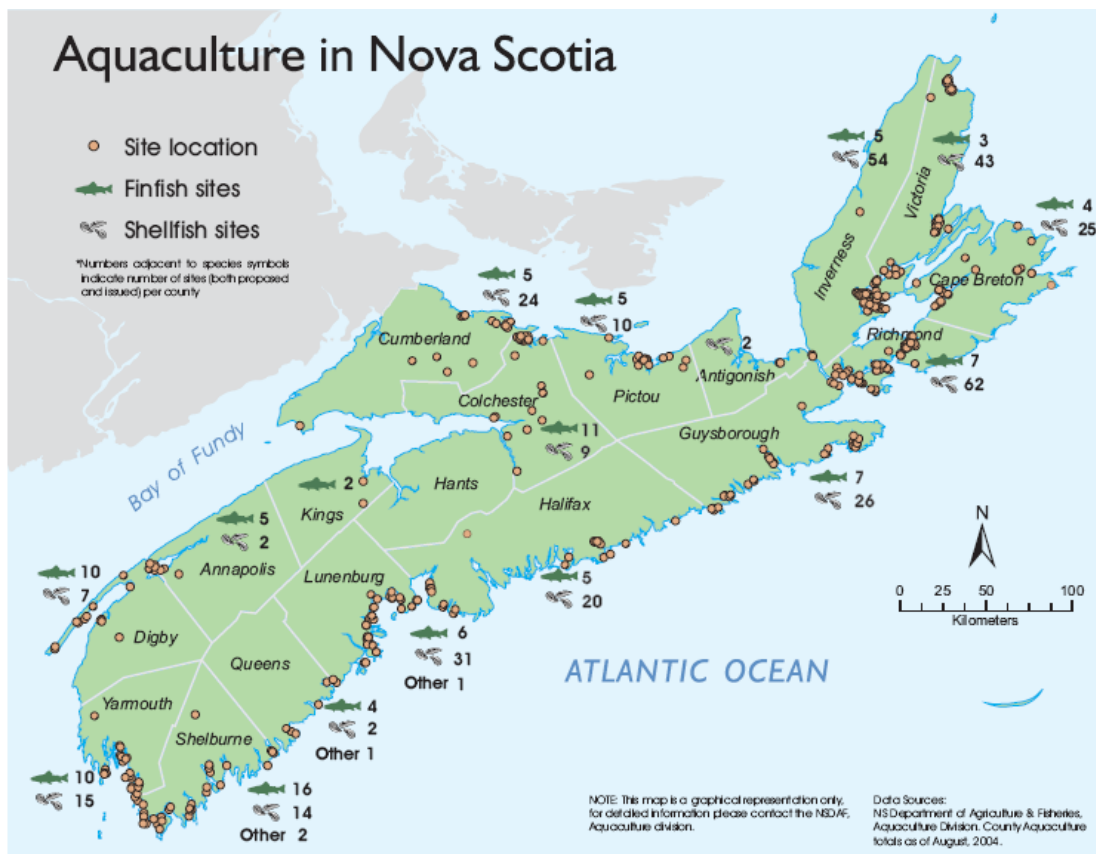 Aquaculture in Nova Scotia
Site location
Finfish sites
Shellfish sites
*Numbers adjacent to species symbols
indicate number of sites (both proposed
and issued) per county
5
54
3
43
Victoria
Inverness
4
25
Cape Breton
Richmond
7
62
5
24
Cumberland
5
10
2
Antigonish
Pictou
Colchester
11
9
Guysborough
7
26
Bay of Fundy
Hants
Halifax
2
Kings
5
2
Annapolis
Lunenburg
5
20
10
7
Digby
6
31
Other 1
Queens
4
2
Other 1
Yarmouth
Shelburne
10
15
16
14
Other 2
ATLANTIC OCEAN
N
0 25 50 100
Kilometers
NOTE: This map is a graphical representation only,
for detailed information please contact the NSDAF,
Aquaculture division.
Data Sources:
NS Department of Agriculture & Fisheries,
Aquaculture Division. County Aquaculture
totals as of August, 2004.